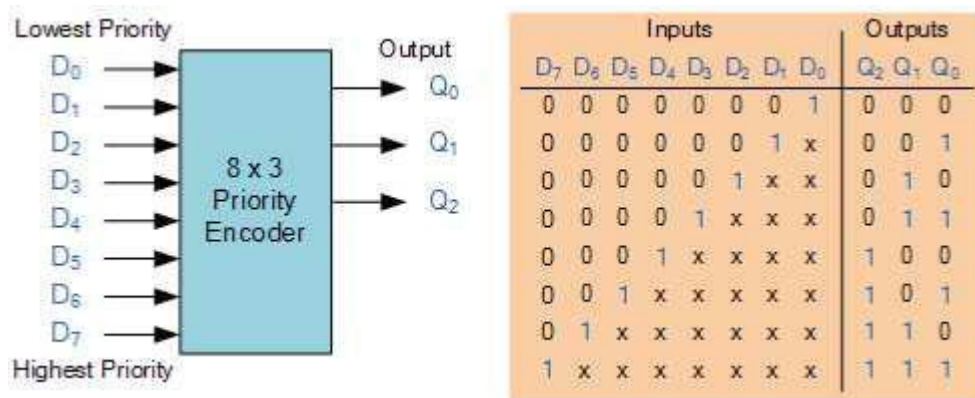 Lowest Priority
D₀
D₁
D₂
D₃
D₄
D₅
D₆
D₇
Highest Priority
8 x 3
Priority
Encoder
Output
Q₀
Q₁
Q₂
Inputs Outputs
D₇ D₆ D₅ D₄ D₃ D₂ D₁ D₀ Q₂ Q₁ Q₀
0 0 0 0 0 0 0 1 0 0 0
0 0 0 0 0 0 1 x 0 0 1
0 0 0 0 0 1 x x 0 1 0
0 0 0 0 1 x x x 0 1 1
0 0 0 1 x x x x 1 0 0
0 0 1 x x x x x 1 0 1
0 1 x x x x x x 1 1 0
1 x x x x x x x 1 1 1